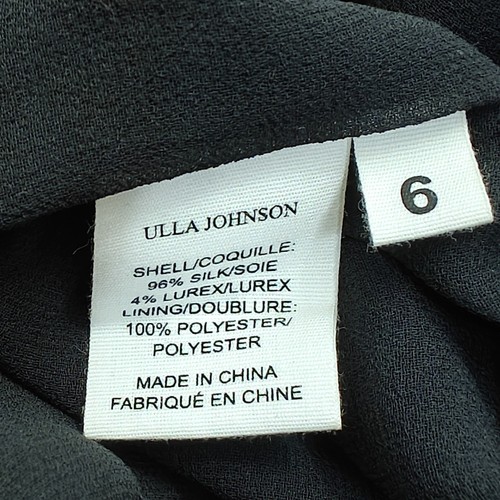 ULLA JOHNSON
SHELL/COQUILLE:
96% SILK/SOIE
4% LUREX/LUREX
LINING/DOUBLURE:
100% POLYESTER/
POLYESTER
MADE IN CHINA
FABRIQUÉ EN CHINE
6